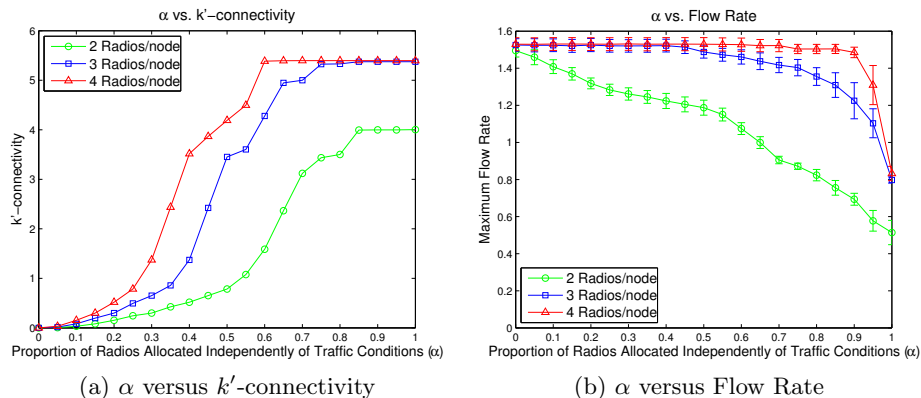 α vs. k'-connectivity
2 Radios/node
3 Radios/node
4 Radios/node
k'-connectivity
6
5
4
3
2
1
0
0 0.1 0.2 0.3 0.4 0.5 0.6 0.7 0.8 0.9 1
Proportion of Radios Allocated Independently of Traffic Conditions (α)
(a) α versus k′-connectivity
α vs. Flow Rate
Maximum Flow Rate
1.6
1.4
1.2
1
0.8
0.6
0.4
0.2
0
2 Radios/node
3 Radios/node
4 Radios/node
0 0.1 0.2 0.3 0.4 0.5 0.6 0.7 0.8 0.9 1
Proportion of Radios Allocated Independently of Traffic Conditions (α)
(b) α versus Flow Rate